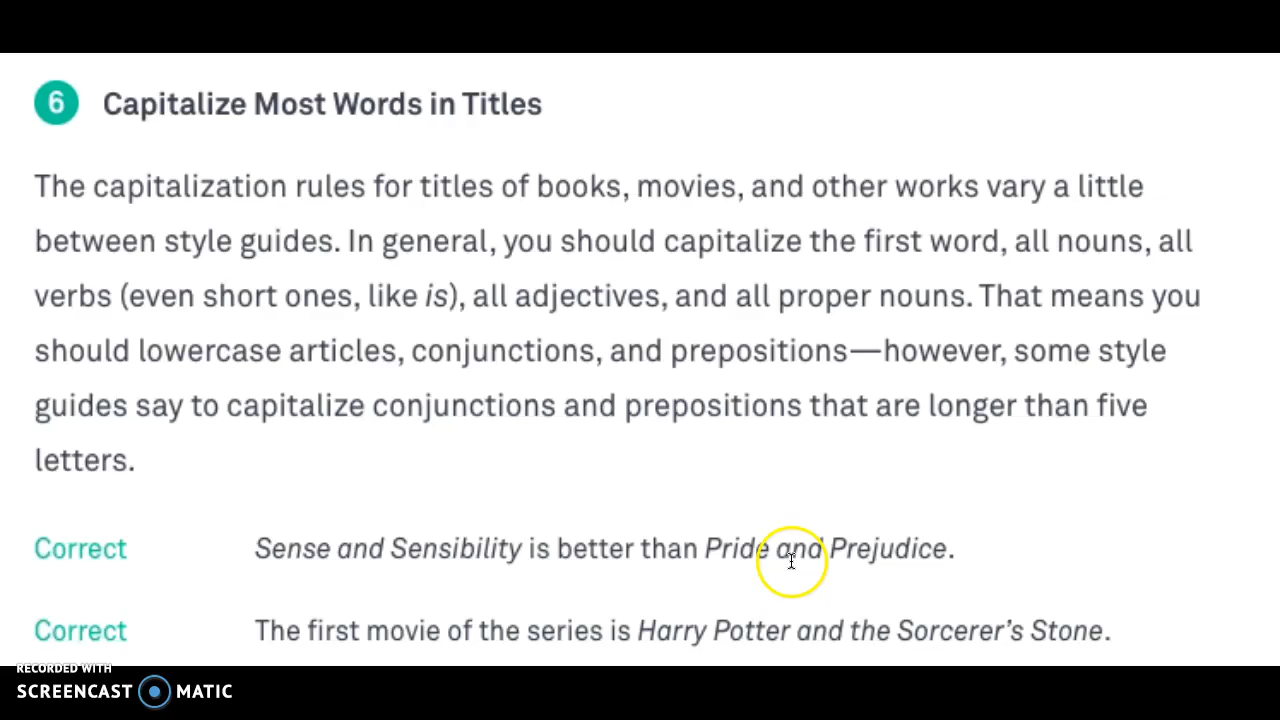 6 Capitalize Most Words in Titles
The capitalization rules for titles of books, movies, and other works vary a little
between style guides. In general, you should capitalize the first word, all nouns, all
verbs (even short ones, like is), all adjectives, and all proper nouns. That means you
should lowercase articles, conjunctions, and prepositions—however, some style
guides say to capitalize conjunctions and prepositions that are longer than five
letters.
Correct Sense and Sensibility is better than Pride and Prejudice.
Correct The first movie of the series is Harry Potter and the Sorcerer’s Stone.
RECORDED WITH
SCREENCAST MATIC